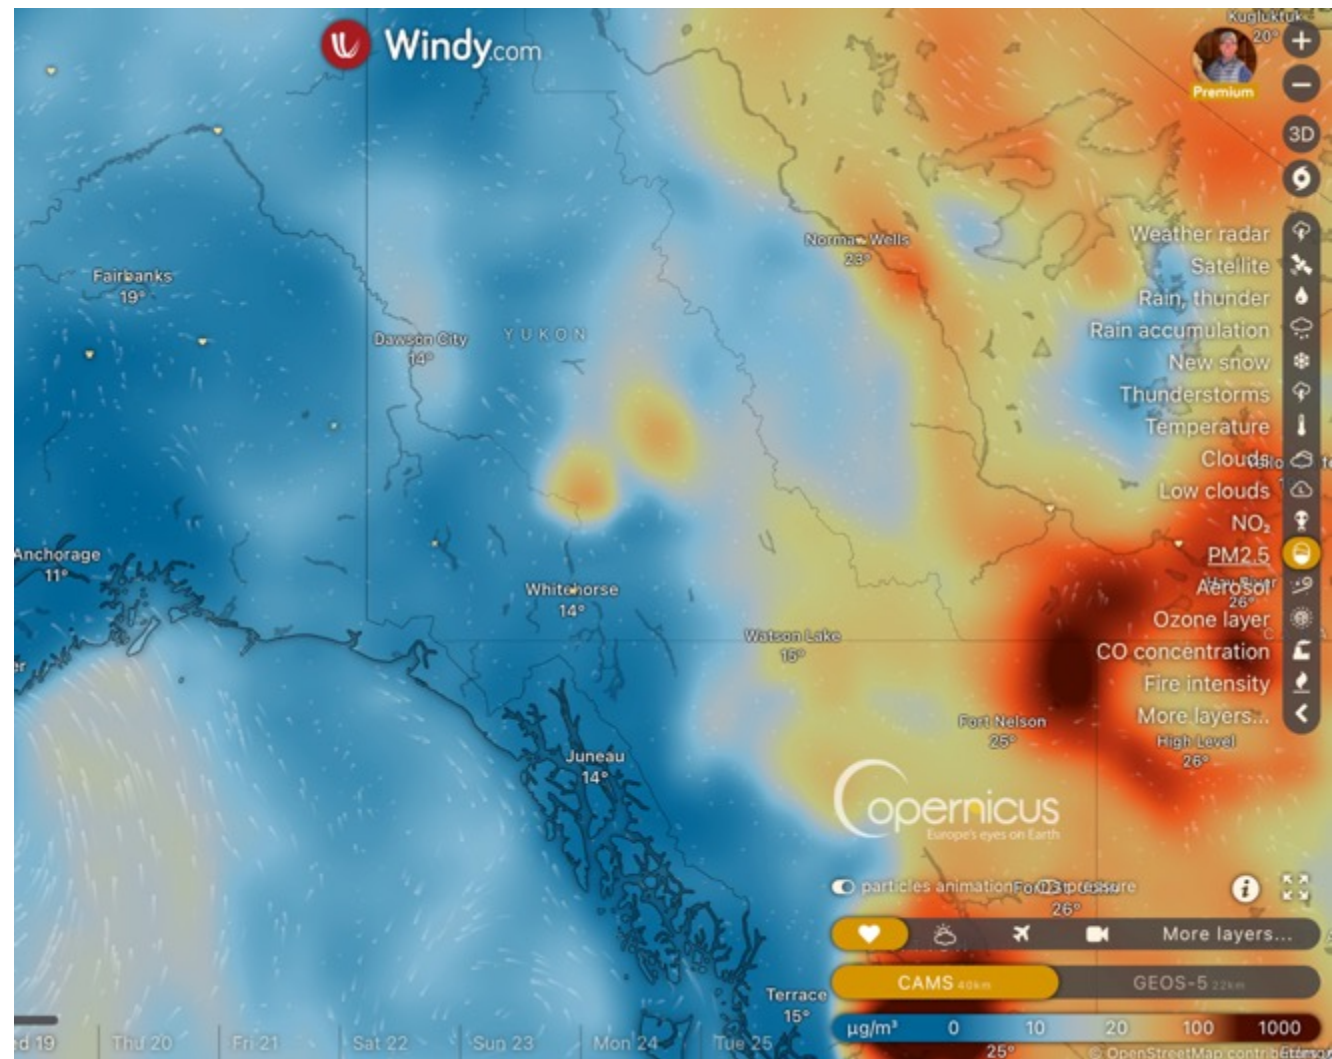 Windy.com
Kugluktuk
20°
Premium
3D
Norman Wells
23°
Weather radar
Satellite
Fairbanks
19°
Rain, thunder
Dawson City
14°
YUKON
Rain accumulation
New snow
Thunderstorms
Temperature
Clouds
Low clouds
NO₂
Anchorage
11°
PM2.5
Whitehorse
14°
Aerosol
26°
Ozone layer
Watson Lake
15°
CO concentration
Fire intensity
Fort Nelson
25°
More layers...
High Level
26°
Juneau
14°
Copernicus
Europe's eyes on Earth
particles animation
pressure
26°
More layers...
CAMS 40km
GEOS-5 22km
Terrace
15°
µg/m³ 0 10 20 100 1000
Thu 20 Fri 21 Sat 22 Sun 23 Mon 24 Tue 25
25°
© OpenStreetMap